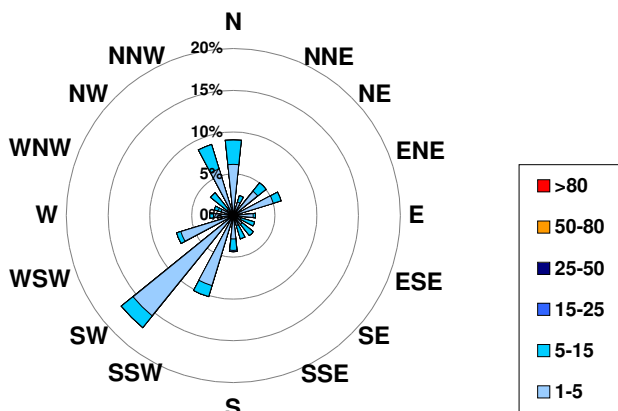 N
NNE
NE
ENE
E
ESE
SE
SSE
S
SSW
SW
WSW
W
WNW
NW
NNW
20%
15%
10%
5%
0%
>80
50-80
25-50
15-25
5-15
1-5